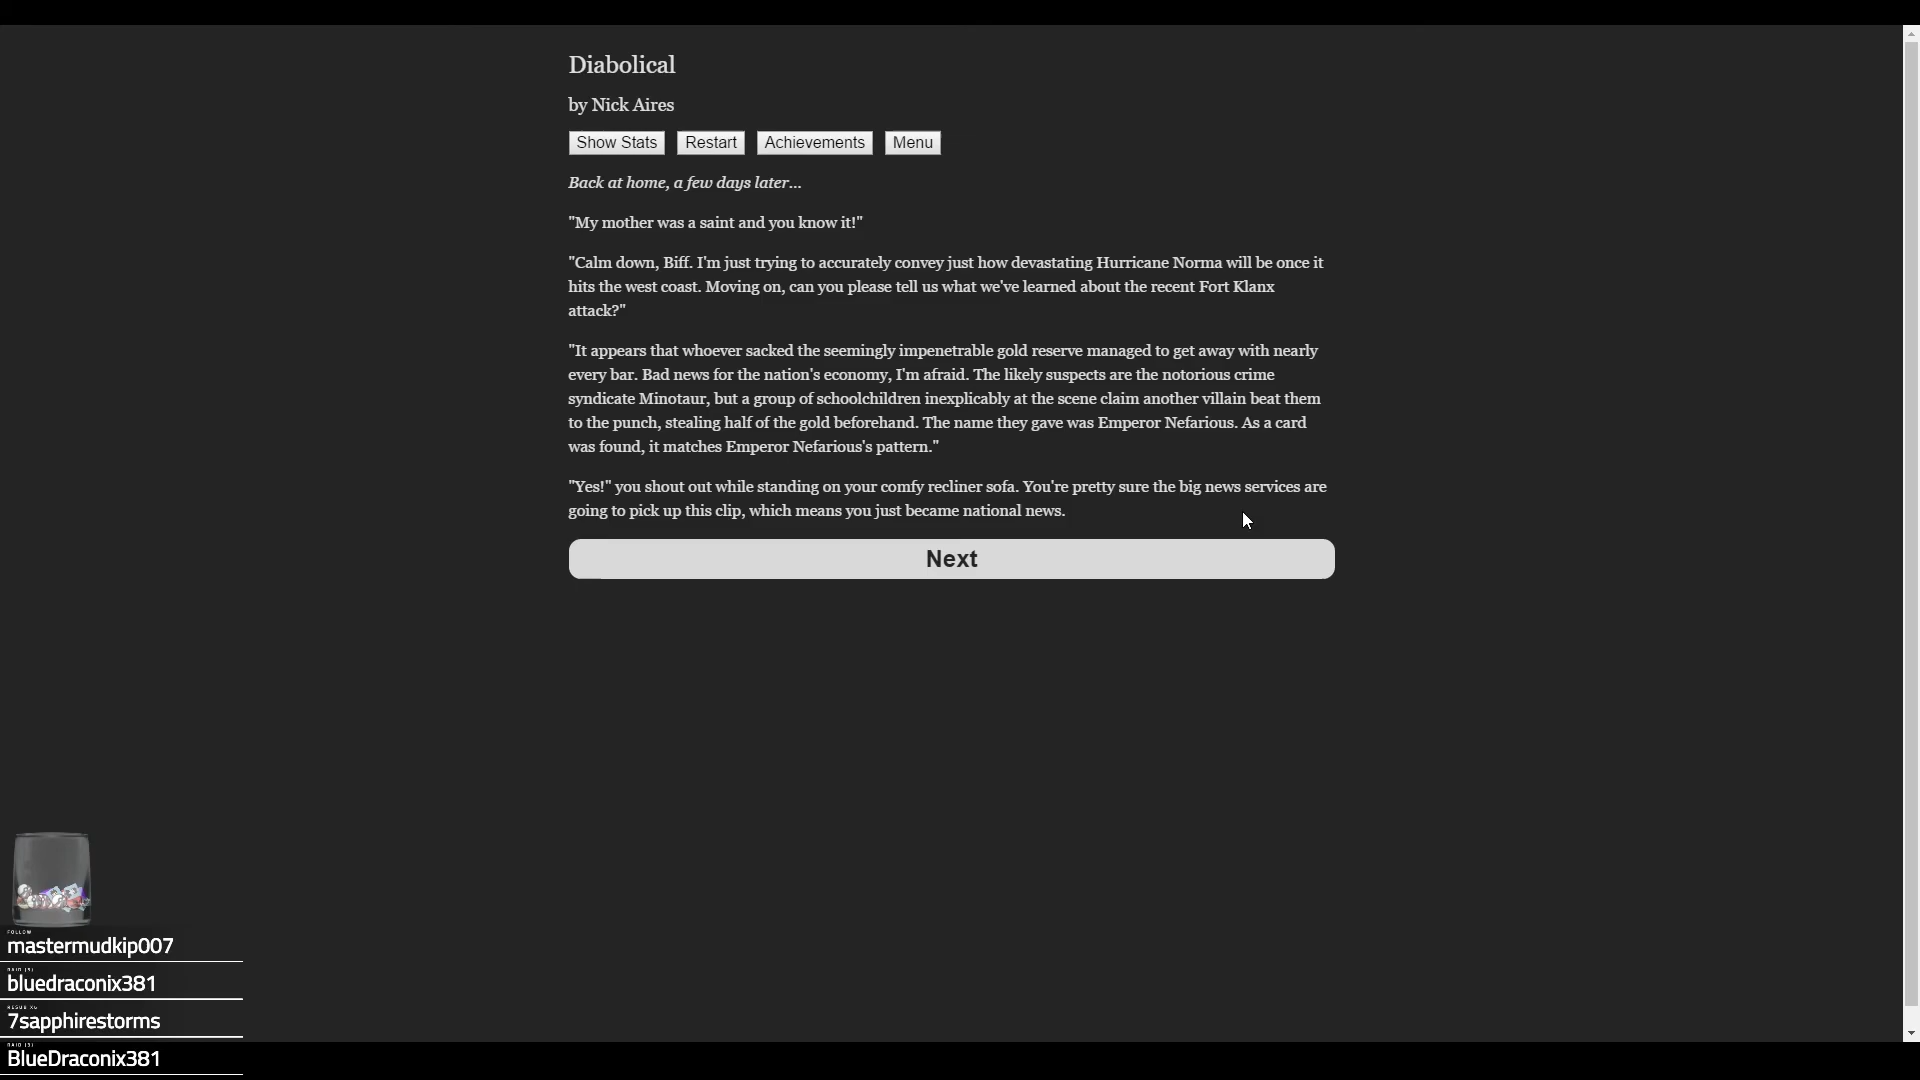 Diabolical
by Nick Aires
Show Stats Restart Achievements Menu
Back at home, a few days later...
"My mother was a saint and you know it!"
"Calm down, Biff. I'm just trying to accurately convey just how devastating Hurricane Norma will be once it
hits the west coast. Moving on, can you please tell us what we've learned about the recent Fort Klanx
attack?"
"It appears that whoever sacked the seemingly impenetrable gold reserve managed to get away with nearly
every bar. Bad news for the nation's economy, I'm afraid. The likely suspects are the notorious crime
syndicate Minotaur, but a group of schoolchildren inexplicably at the scene claim another villain beat them
to the punch, stealing half of the gold beforehand. The name they gave was Emperor Nefarious. As a card
was found, it matches Emperor Nefarious's pattern."
"Yes!" you shout out while standing on your comfy recliner sofa. You're pretty sure the big news services are
going to pick up this clip, which means you just became national news.
Next
FOLLOW
mastermudkip007
bluedraconix381
7sapphirestorms
BlueDraconix381